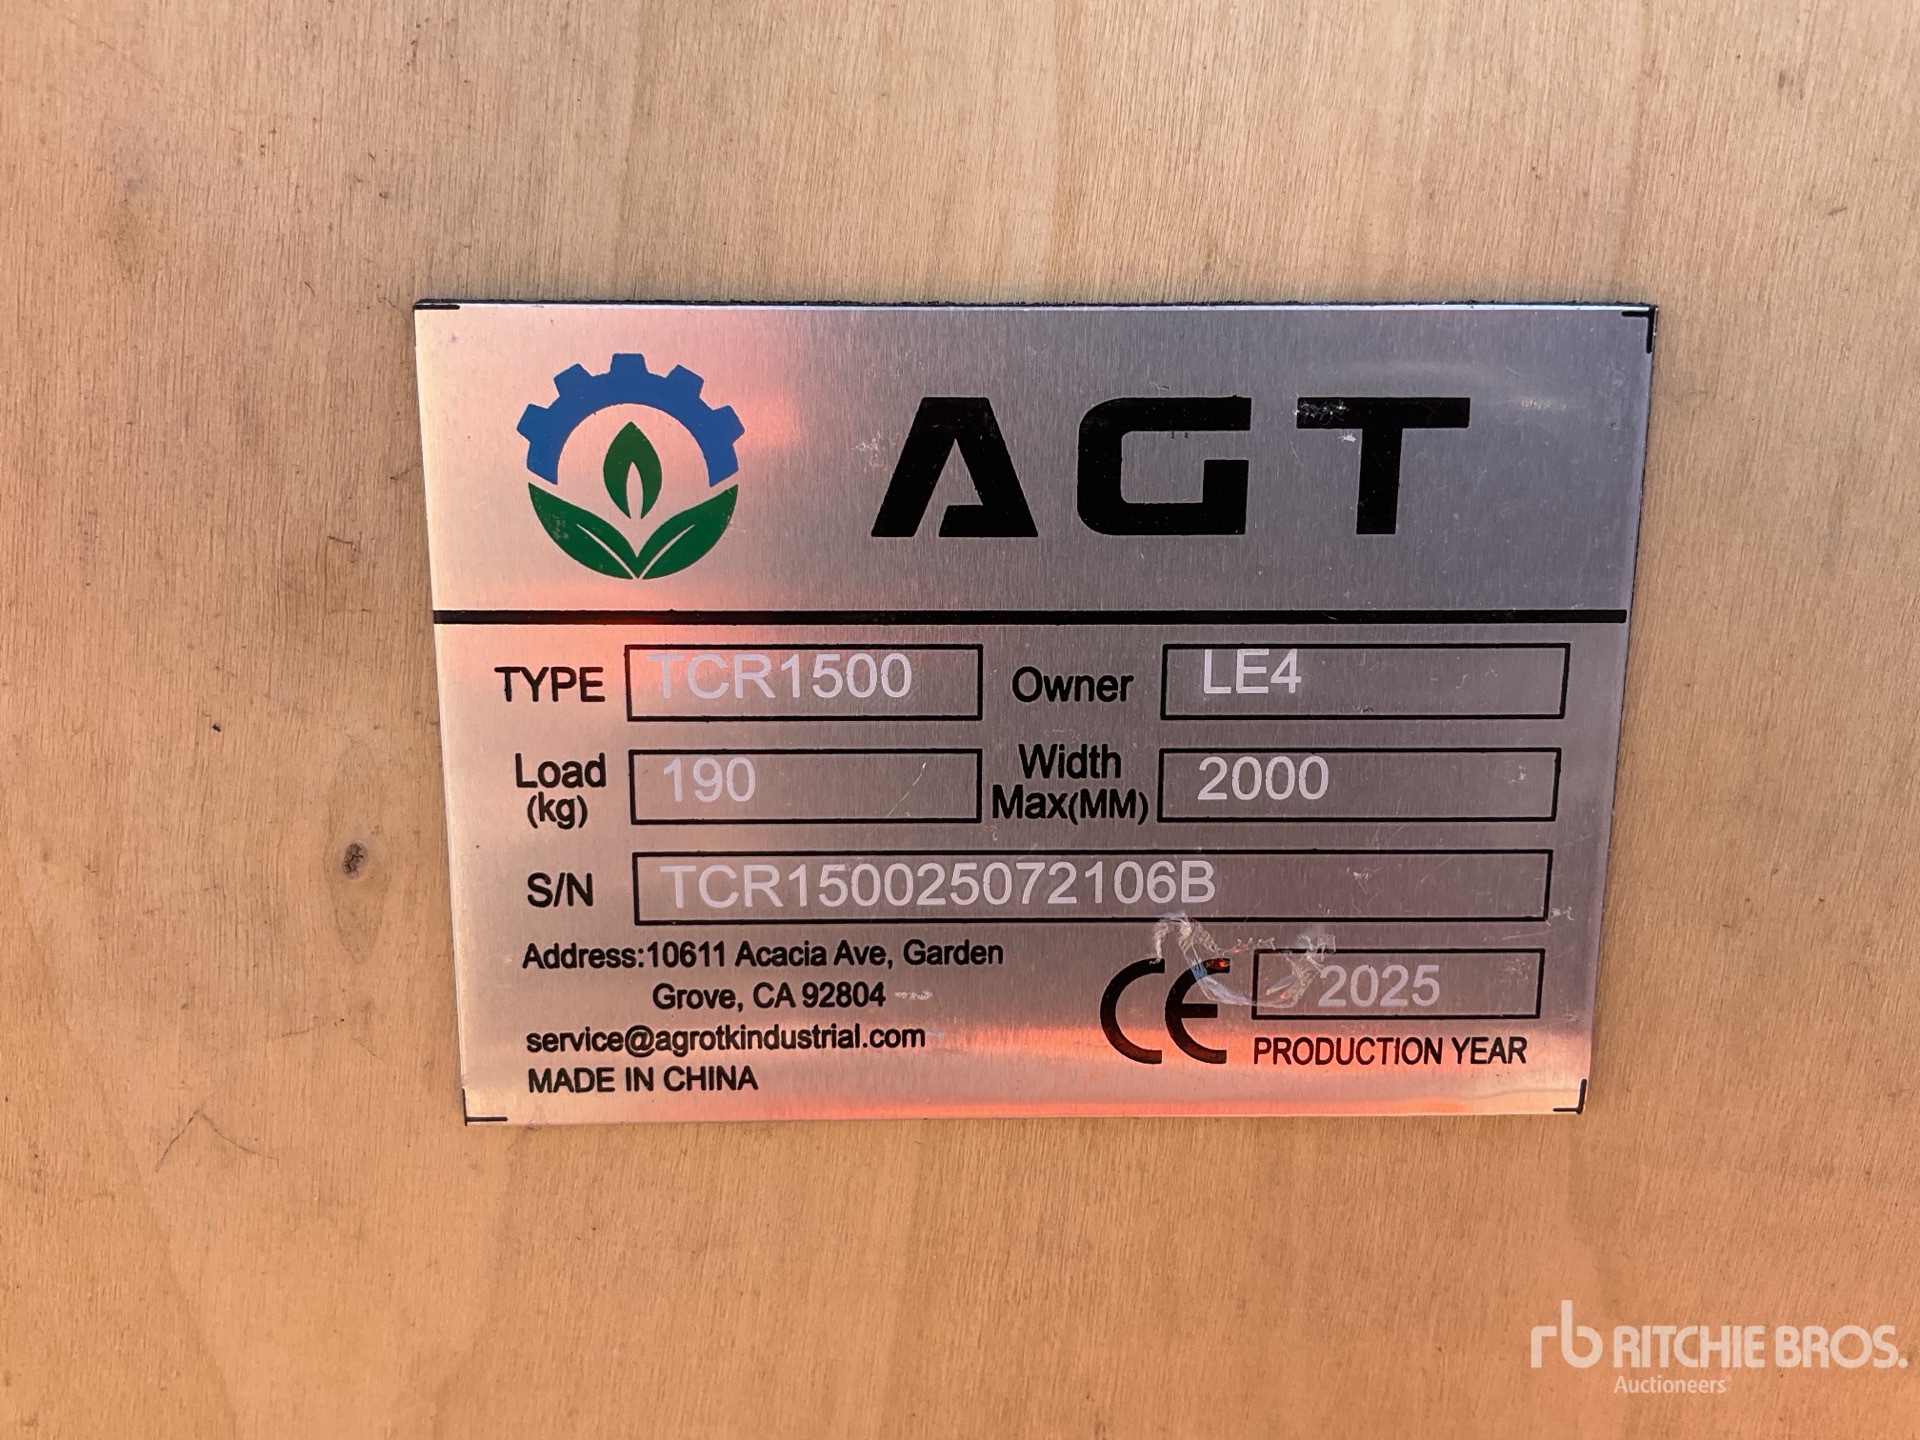 AGT
TYPE TCR1500 Owner LE4
Load (kg) 190 Width Max(MM) 2000
S/N TCR150025072106B
Address:10611 Acacia Ave, Garden
Grove, CA 92804
service@agrotkindustrial.com
MADE IN CHINA
CE 2025
PRODUCTION YEAR
rb RITCHIE BROS.
Auctioneers